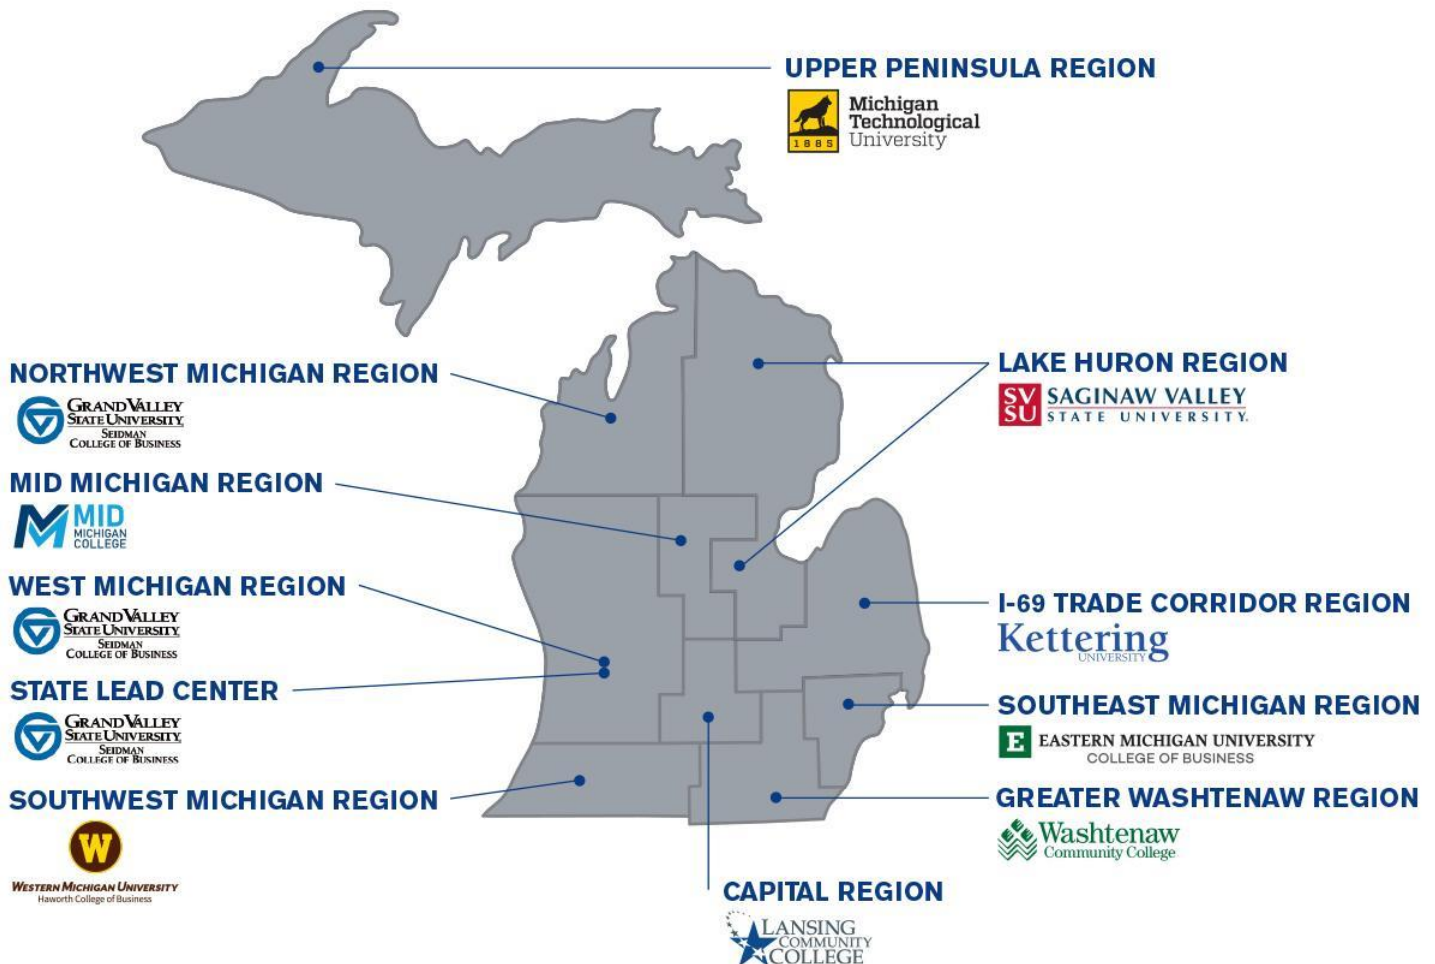 UPPER PENINSULA REGION
1885
Michigan
Technological
University
NORTHWEST MICHIGAN REGION
GRAND VALLEY
STATE UNIVERSITY
SEIDMAN
COLLEGE OF BUSINESS
MID MICHIGAN REGION
M MID
MICHIGAN
COLLEGE
WEST MICHIGAN REGION
GRAND VALLEY
STATE UNIVERSITY
SEIDMAN
COLLEGE OF BUSINESS
STATE LEAD CENTER
GRAND VALLEY
STATE UNIVERSITY
SEIDMAN
COLLEGE OF BUSINESS
SOUTHWEST MICHIGAN REGION
W
WESTERN MICHIGAN UNIVERSITY
Haworth College of Business
LAKE HURON REGION
SV
SU
SAGINAW VALLEY
STATE UNIVERSITY.
I-69 TRADE CORRIDOR REGION
Kettering
UNIVERSITY
SOUTHEAST MICHIGAN REGION
E EASTERN MICHIGAN UNIVERSITY
COLLEGE OF BUSINESS
GREATER WASHTENAW REGION
Washtenaw
Community College
CAPITAL REGION
LANSING
COMMUNITY
COLLEGE